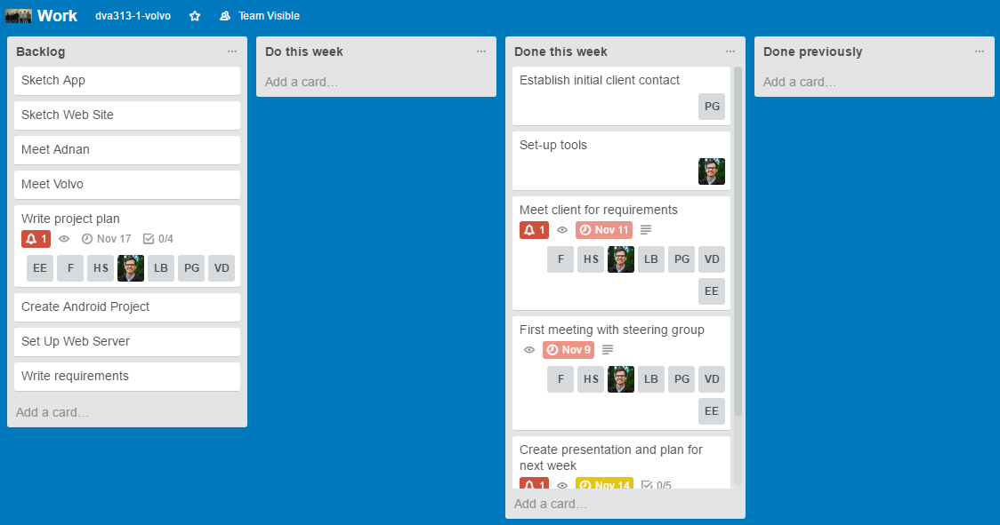 Work dva313-1-volvo Team Visible
Backlog
Sketch App
Sketch Web Site
Meet Adnan
Meet Volvo
Write project plan
1 Nov 17 0/4
EE F HS LB PG VD
Create Android Project
Set Up Web Server
Write requirements
Add a card…
Do this week
Add a card…
Done this week
Establish initial client contact
PG
Set-up tools
Meet client for requirements
1 Nov 11
F HS LB PG VD
EE
First meeting with steering group
Nov 9
F HS LB PG VD
EE
Create presentation and plan for
next week
1 Nov 14 0/5
Add a card…
Done previously
Add a card…